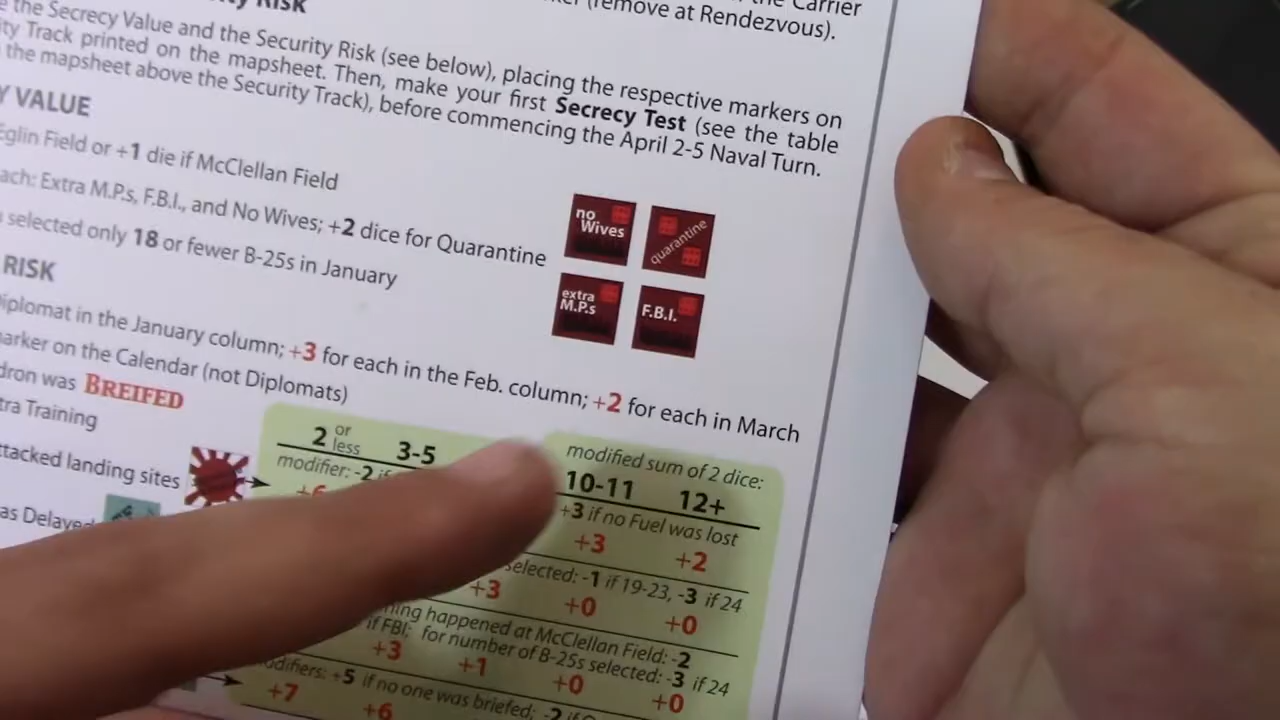 RISK
the Carrier
(remove at Rendezvous).
the Secrecy Value and the Security Risk (see below), placing the respective markers on
Track printed on the mapsheet. Then, make your first Secrecy Test (see the table
the mapsheet above the Security Track), before commencing the April 2-5 Naval Turn.
VALUE
Eglin Field or +1 die if McClellan Field
Extra M.P.s, F.B.I., and No Wives; +2 dice for Quarantine
selected only 18 or fewer B-25s in January
no Wives
quarantine
extra M.P.s
F.B.I.
RISK
in the January column; +3 for each in the Feb. column; +2 for each in March
on the Calendar (not Diplomats)
was BREIFED
Training
landing sites
Delayed
2 or less 3-5
modifier: -2 if
+6
modified sum of 2 dice:
10-11 12+
+3 if no Fuel was lost
+3 +2
selected: -1 if 19-23, -3 if 24
+3 +0 +0
happened at McClellan Field: -2
if FBI; for number of B-25s selected: -3 if 24
+3 +1 +0 +0
+5 if no one was briefed; -2 if
+7 +6